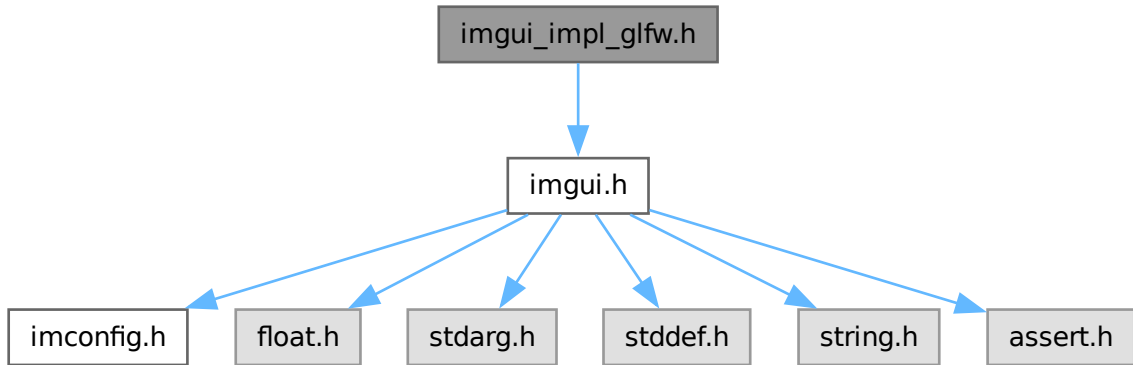 imgui_impl_glfw.h
imgui.h
imconfig.h
float.h
stdarg.h
stddef.h
string.h
assert.h